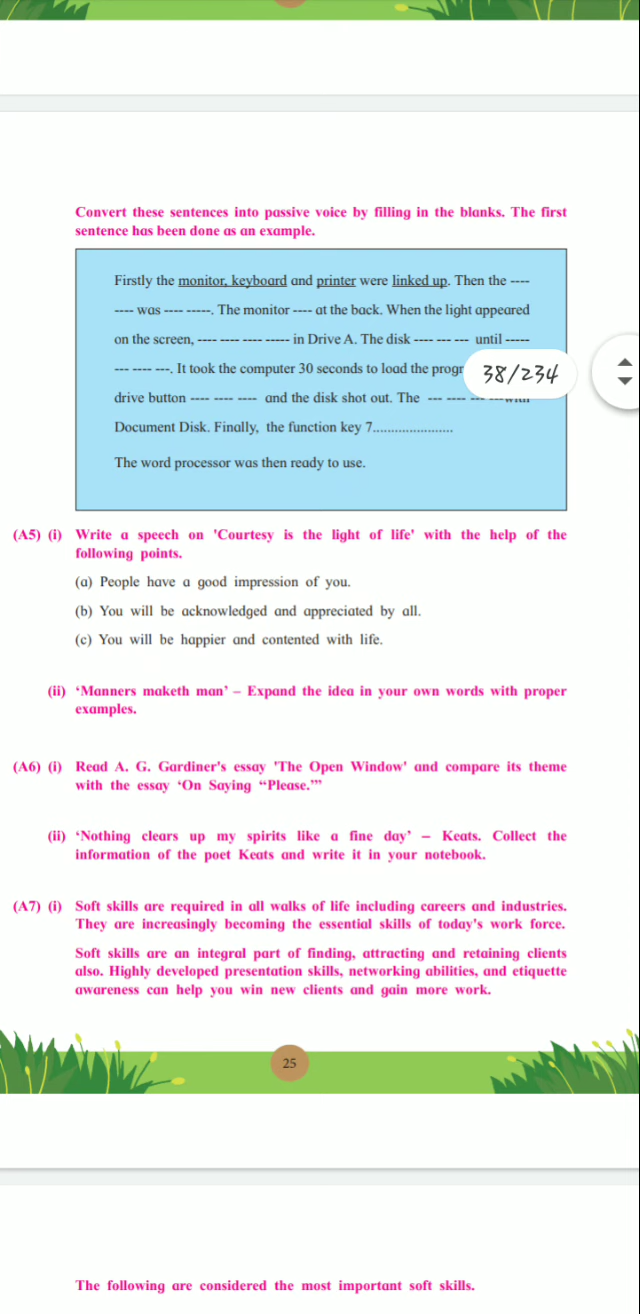 Convert these sentences into passive voice by filling in the blanks. The first
sentence has been done as an example.
Firstly the monitor, keyboard and printer were linked up. Then the ----
---- was ---- -----. The monitor ---- at the back. When the light appeared
on the screen, ---- ---- ---- ----- in Drive A. The disk ---- --- --- until -----
--- ---- ---. It took the computer 30 seconds to load the progr
38/234
drive button ---- ---- ---- and the disk shot out. The --- ---- --- ---with
Document Disk. Finally, the function key 7......................
The word processor was then ready to use.
(A5) (i) Write a speech on 'Courtesy is the light of life' with the help of the
following points.
(a) People have a good impression of you.
(b) You will be acknowledged and appreciated by all.
(c) You will be happier and contented with life.
(ii) ‘Manners maketh man’ – Expand the idea in your own words with proper
examples.
(A6) (i) Read A. G. Gardiner's essay 'The Open Window' and compare its theme
with the essay ‘On Saying “Please.”’
(ii) ‘Nothing clears up my spirits like a fine day’ – Keats. Collect the
information of the poet Keats and write it in your notebook.
(A7) (i) Soft skills are required in all walks of life including careers and industries.
They are increasingly becoming the essential skills of today's work force.
Soft skills are an integral part of finding, attracting and retaining clients
also. Highly developed presentation skills, networking abilities, and etiquette
awareness can help you win new clients and gain more work.
25
The following are considered the most important soft skills.